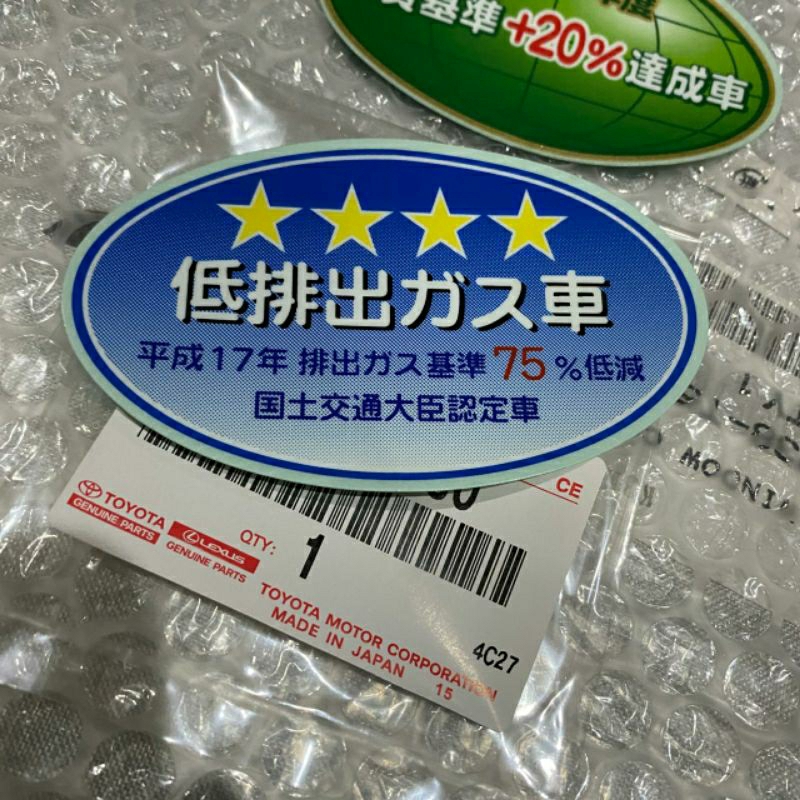 基準+20%達成車
低排出ガス車
平成17年 排出ガス基準75%低減
国土交通大臣認定車
CE
TOYOTA
GENUINE PARTS
LEXUS
GENUINE PARTS
QTY:
1
TOYOTA MOTOR CORPORATION
MADE IN JAPAN 15
4C27